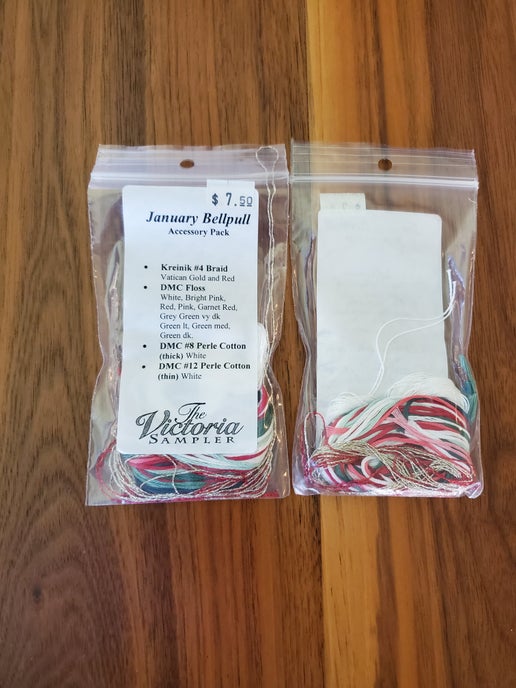 $ 7.50
January Bellpull
Accessory Pack
• Kreinik #4 Braid
Vatican Gold and Red
• DMC Floss
White, Bright Pink,
Red, Pink, Garnet Red,
Grey Green vy dk
Green lt, Green med,
Green dk.
• DMC #8 Perle Cotton
(thick) White
• DMC #12 Perle Cotton
(thin) White
The
Victoria
SAMPLER